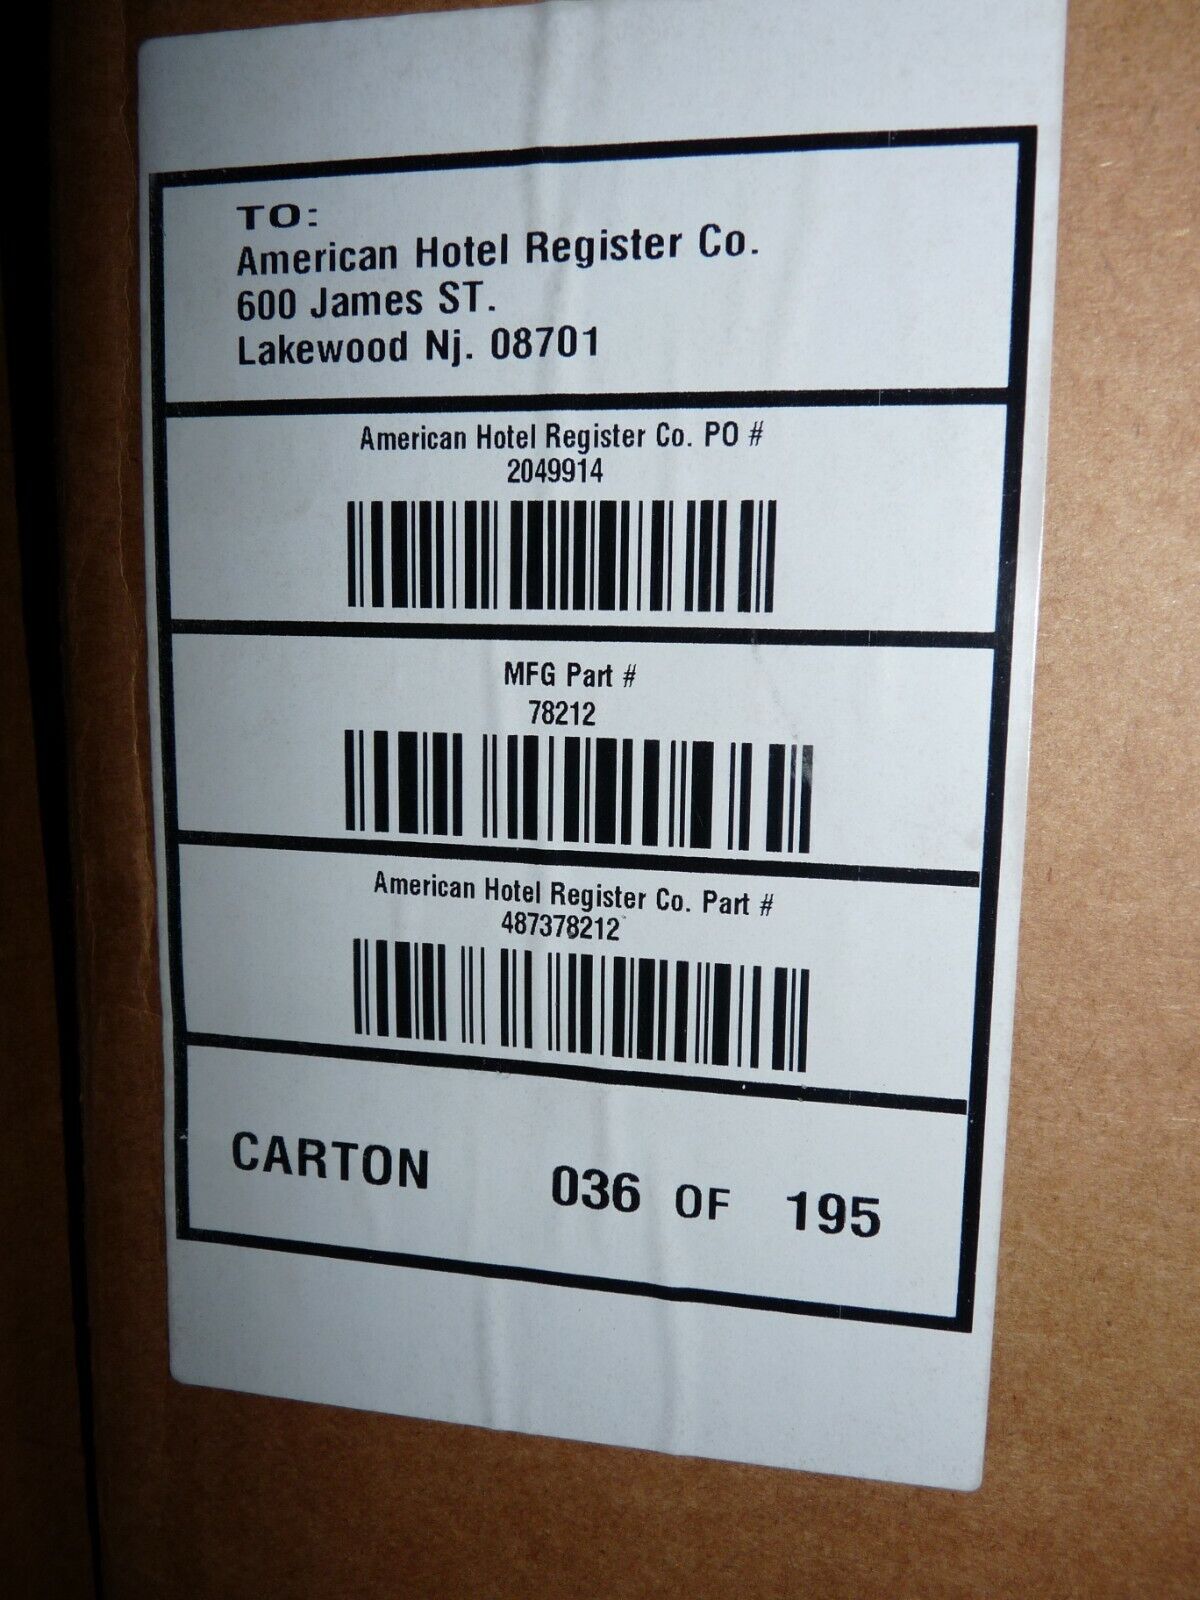 TO:
American Hotel Register Co.
600 James ST.
Lakewood Nj. 08701
American Hotel Register Co. PO #
2049914
MFG Part #
78212
American Hotel Register Co. Part #
487378212
CARTON 036 OF 195